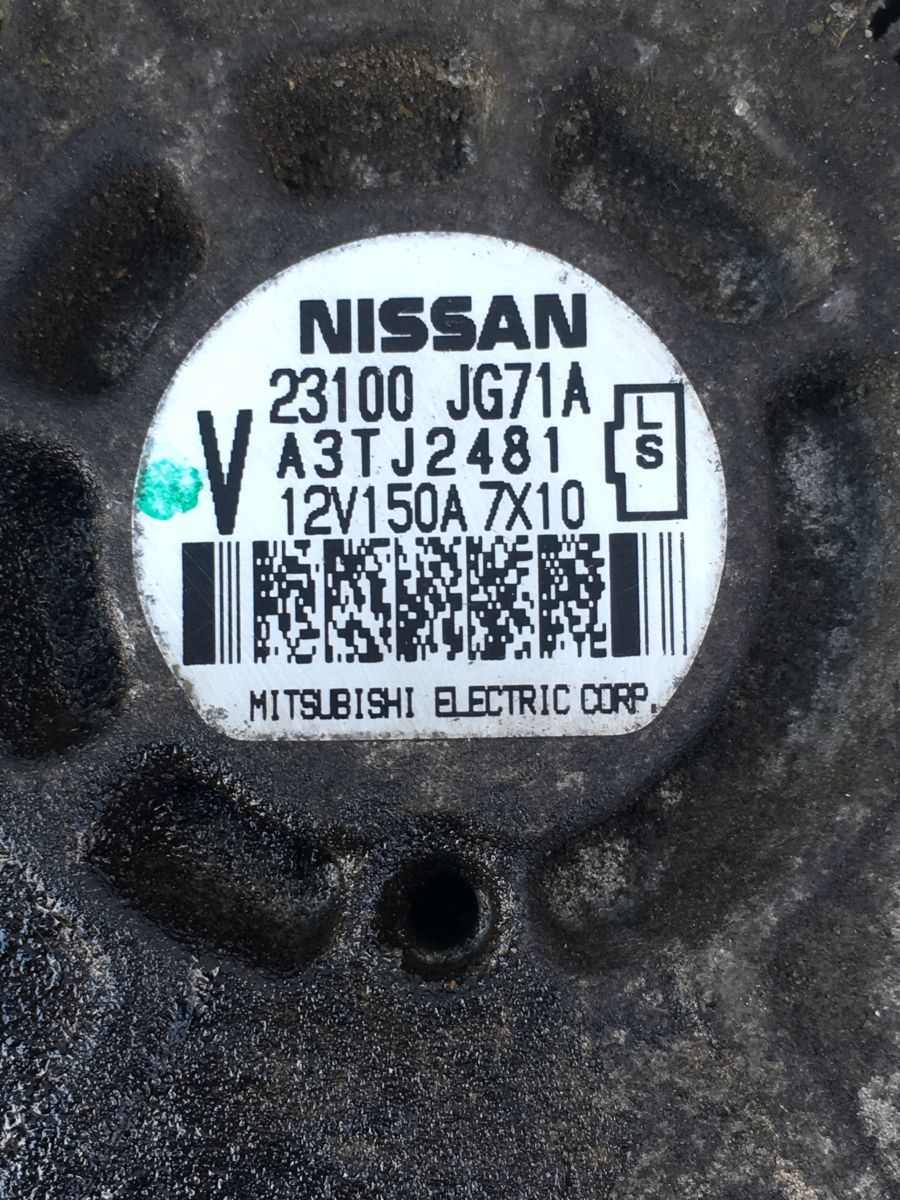 NISSAN
23100 JG71A
V
A3TJ2481
L
S
12V150A 7X10
MITSUBISHI ELECTRIC CORP.